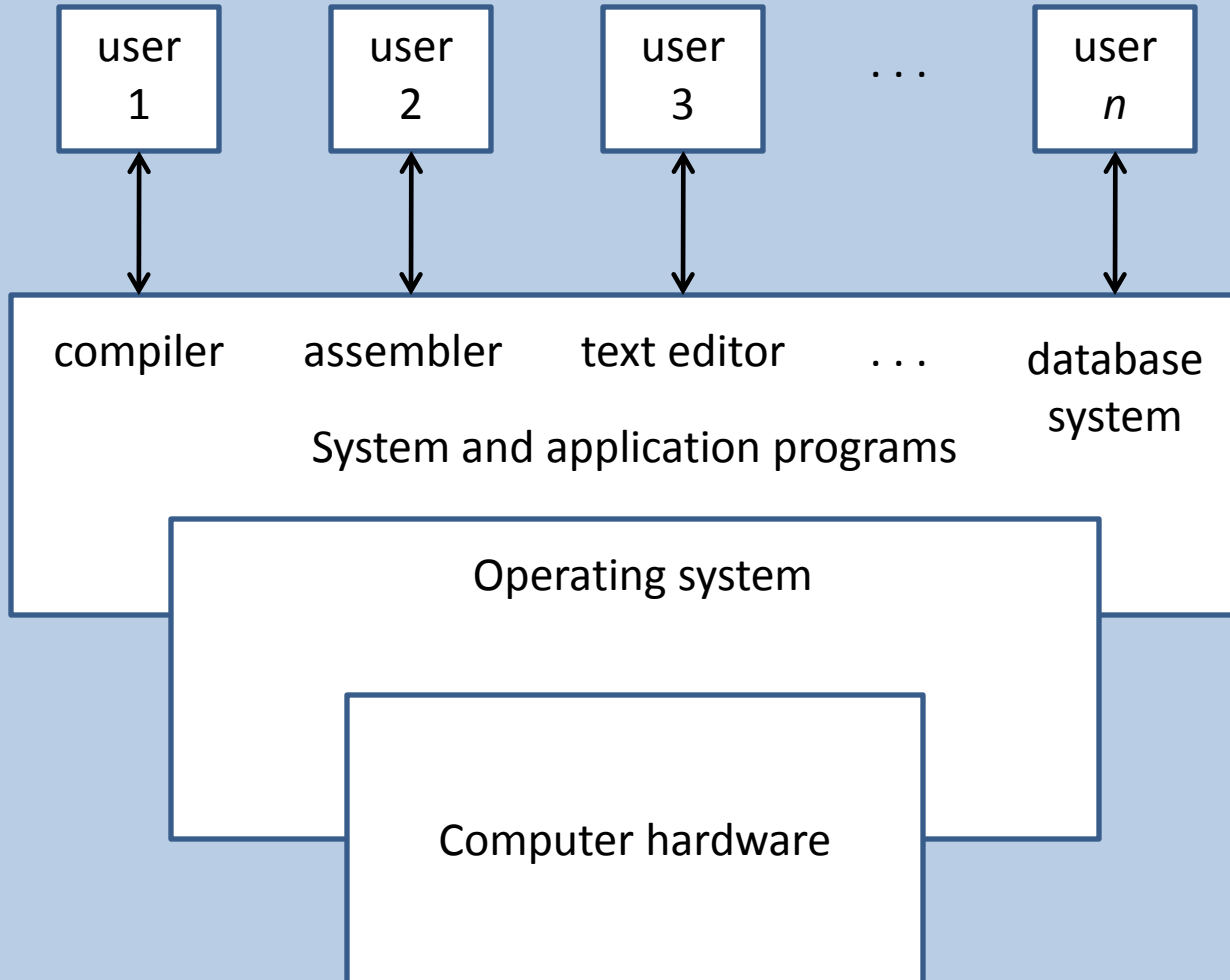 user
1
user
2
user
3
. . .
user
n
compiler
assembler
text editor
. . .
database
system
System and application programs
Operating system
Computer hardware